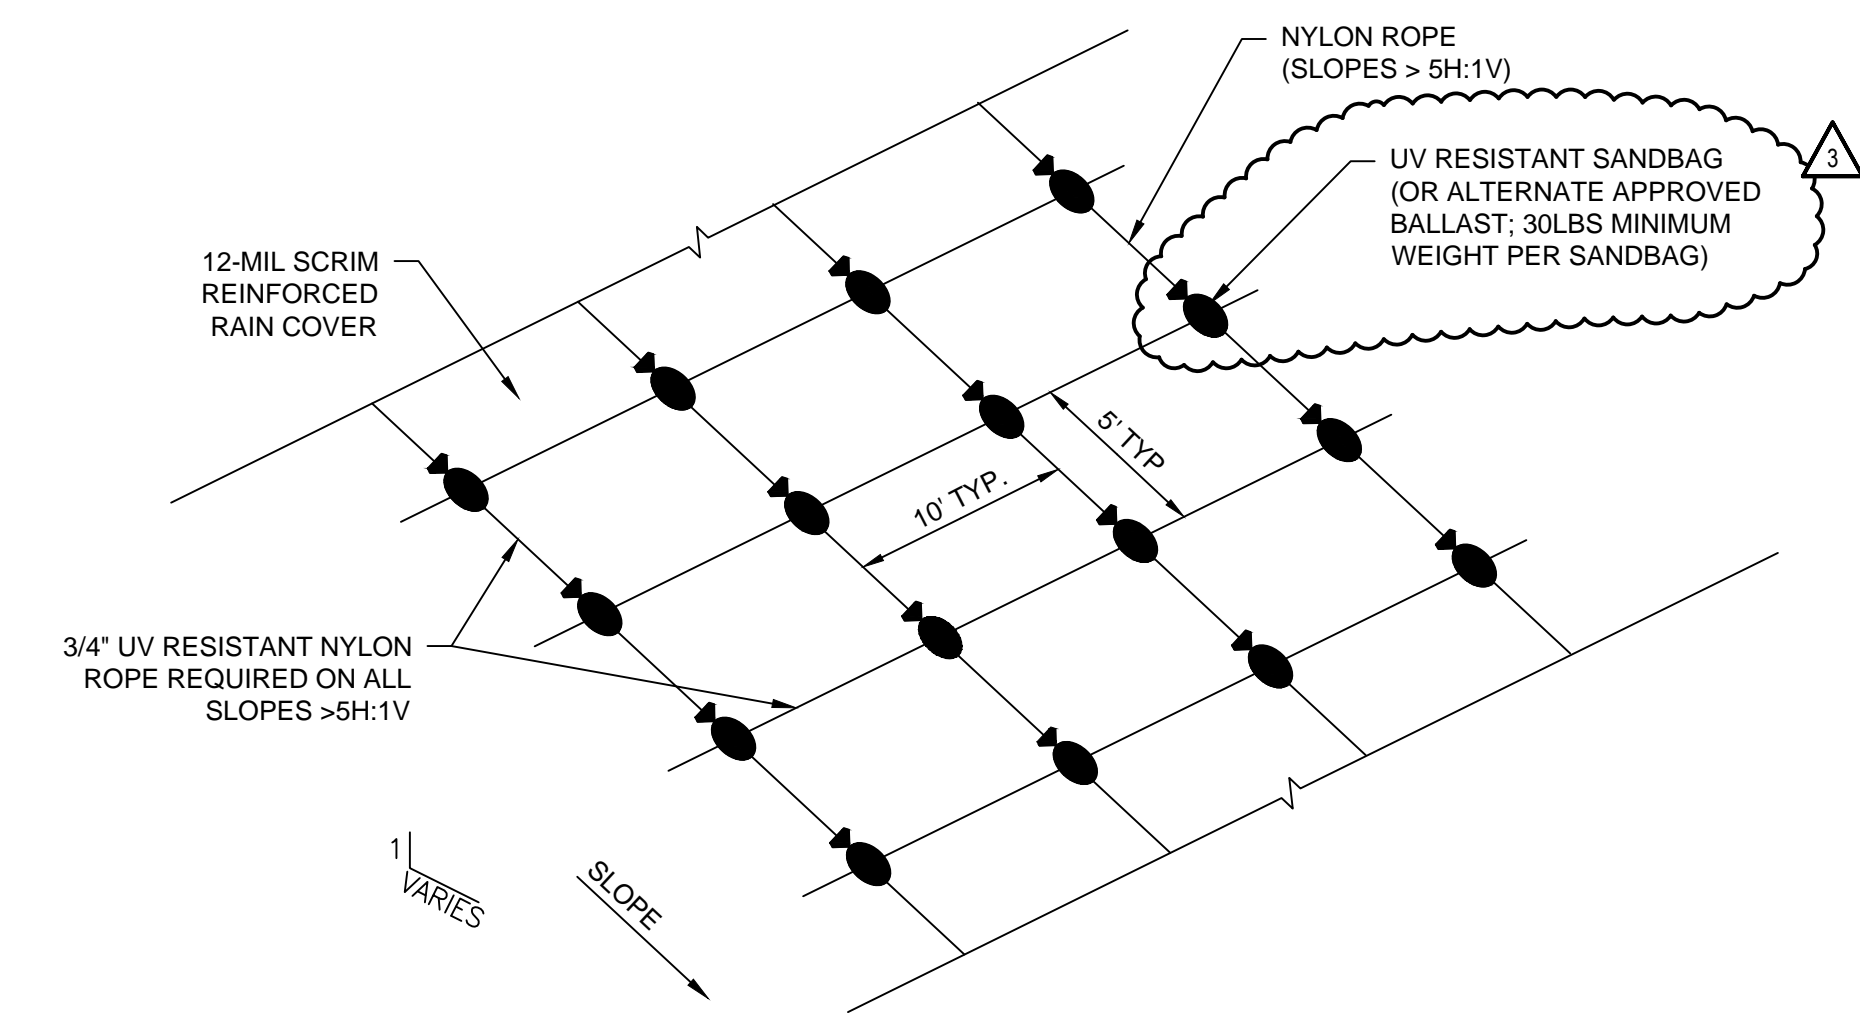 NYLON ROPE
(SLOPES > 5H:1V)
UV RESISTANT SANDBAG
(OR ALTERNATE APPROVED
BALLAST; 30LBS MINIMUM
WEIGHT PER SANDBAG)
3
12-MIL SCRIM
REINFORCED
RAIN COVER
5' TYP
10' TYP.
3/4" UV RESISTANT NYLON
ROPE REQUIRED ON ALL
SLOPES >5H:1V
1
VARIES
SLOPE